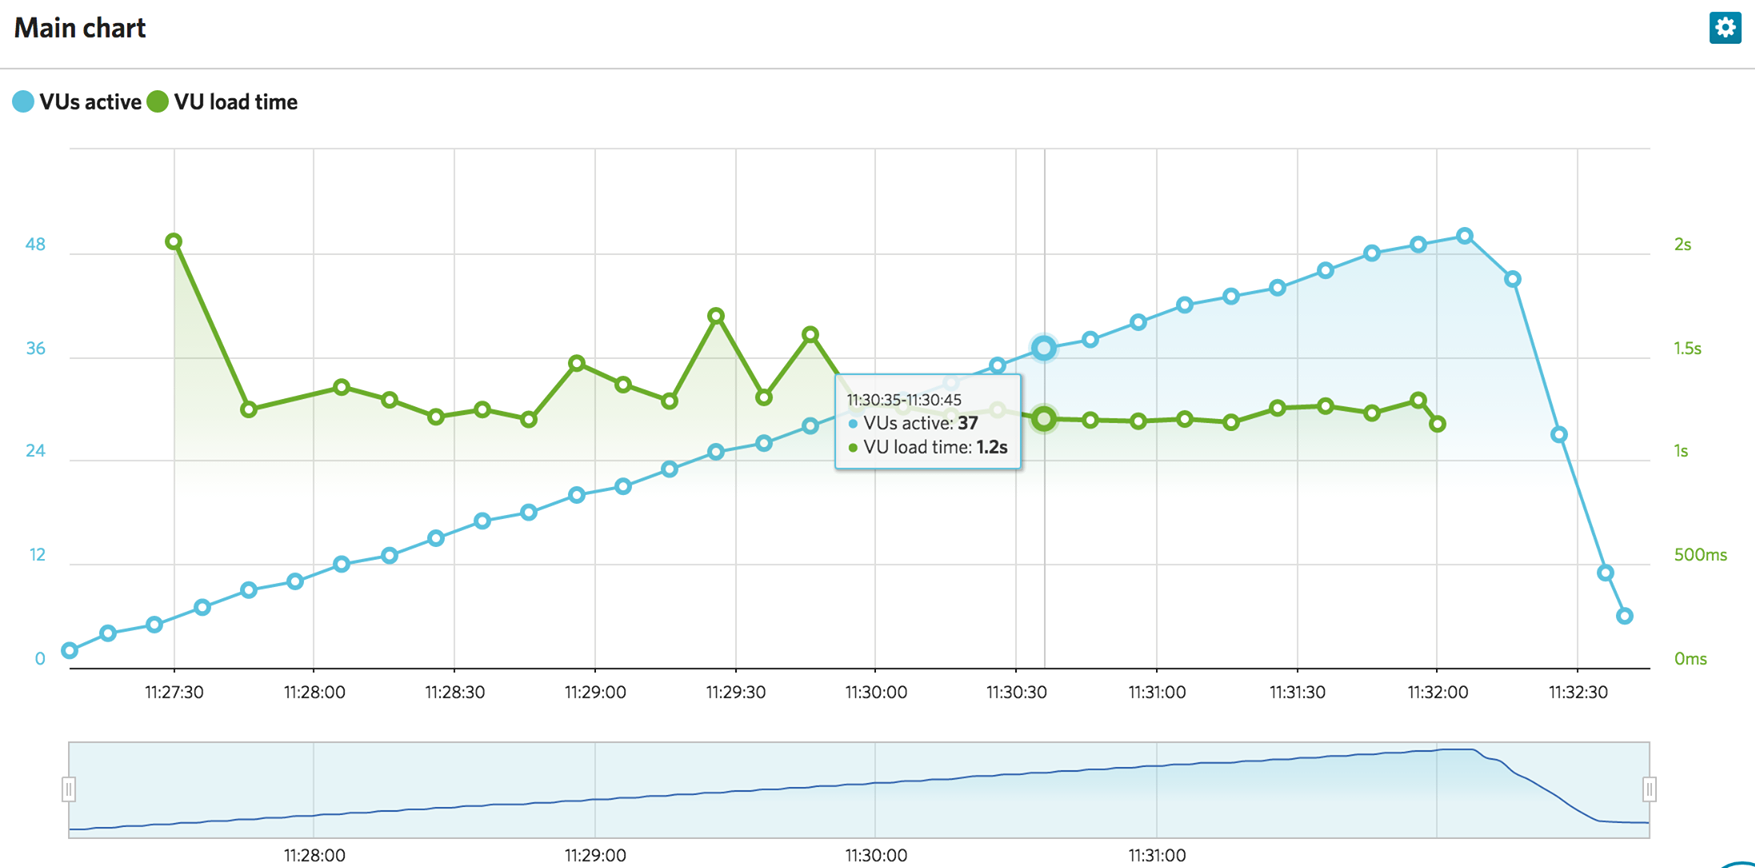 Main chart
VUs active VU load time
48 2s
36 1.5s
11:30:35-11:30:45
VUs active: 37
VU load time: 1.2s
24 1s
12 500ms
0 0ms
11:27:30 11:28:00 11:28:30 11:29:00 11:29:30 11:30:00 11:30:30 11:31:00 11:31:30 11:32:00 11:32:30
11:28:00 11:29:00 11:30:00 11:31:00